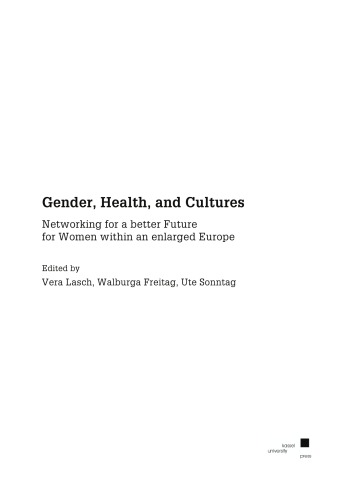 Gender, Health, and Cultures
Networking for a better Future
for Women within an enlarged Europe
Edited by
Vera Lasch, Walburga Freitag, Ute Sonntag
kassel
university
press